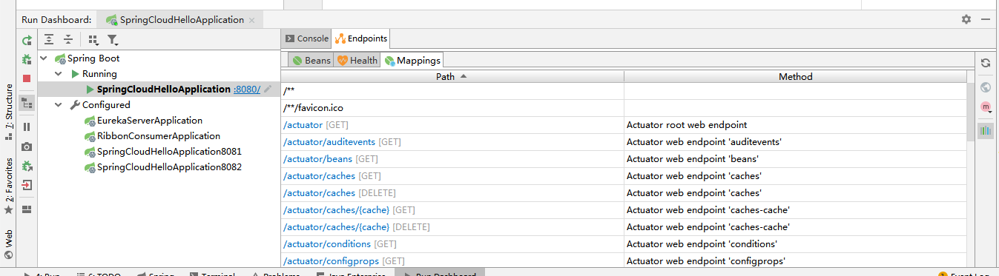 Run Dashboard: SpringCloudHelloApplication
Console Endpoints
Spring Boot
Running
SpringCloudHelloApplication :8080/
Configured
EurekaServerApplication
RibbonConsumerApplication
SpringCloudHelloApplication8081
SpringCloudHelloApplication8082
Beans Health Mappings
Path Method
/**
/**/favicon.ico
/actuator [GET] Actuator root web endpoint
/actuator/auditevents [GET] Actuator web endpoint 'auditevents'
/actuator/beans [GET] Actuator web endpoint 'beans'
/actuator/caches [GET] Actuator web endpoint 'caches'
/actuator/caches [DELETE] Actuator web endpoint 'caches'
/actuator/caches/{cache} [GET] Actuator web endpoint 'caches-cache'
/actuator/caches/{cache} [DELETE] Actuator web endpoint 'caches-cache'
/actuator/conditions [GET] Actuator web endpoint 'conditions'
/actuator/configprops [GET] Actuator web endpoint 'configprops'
7: Structure
2: Favorites
Web
4: Run 6: TODO Spring Terminal Problems Java Enterprise Run Dashboard Event Log